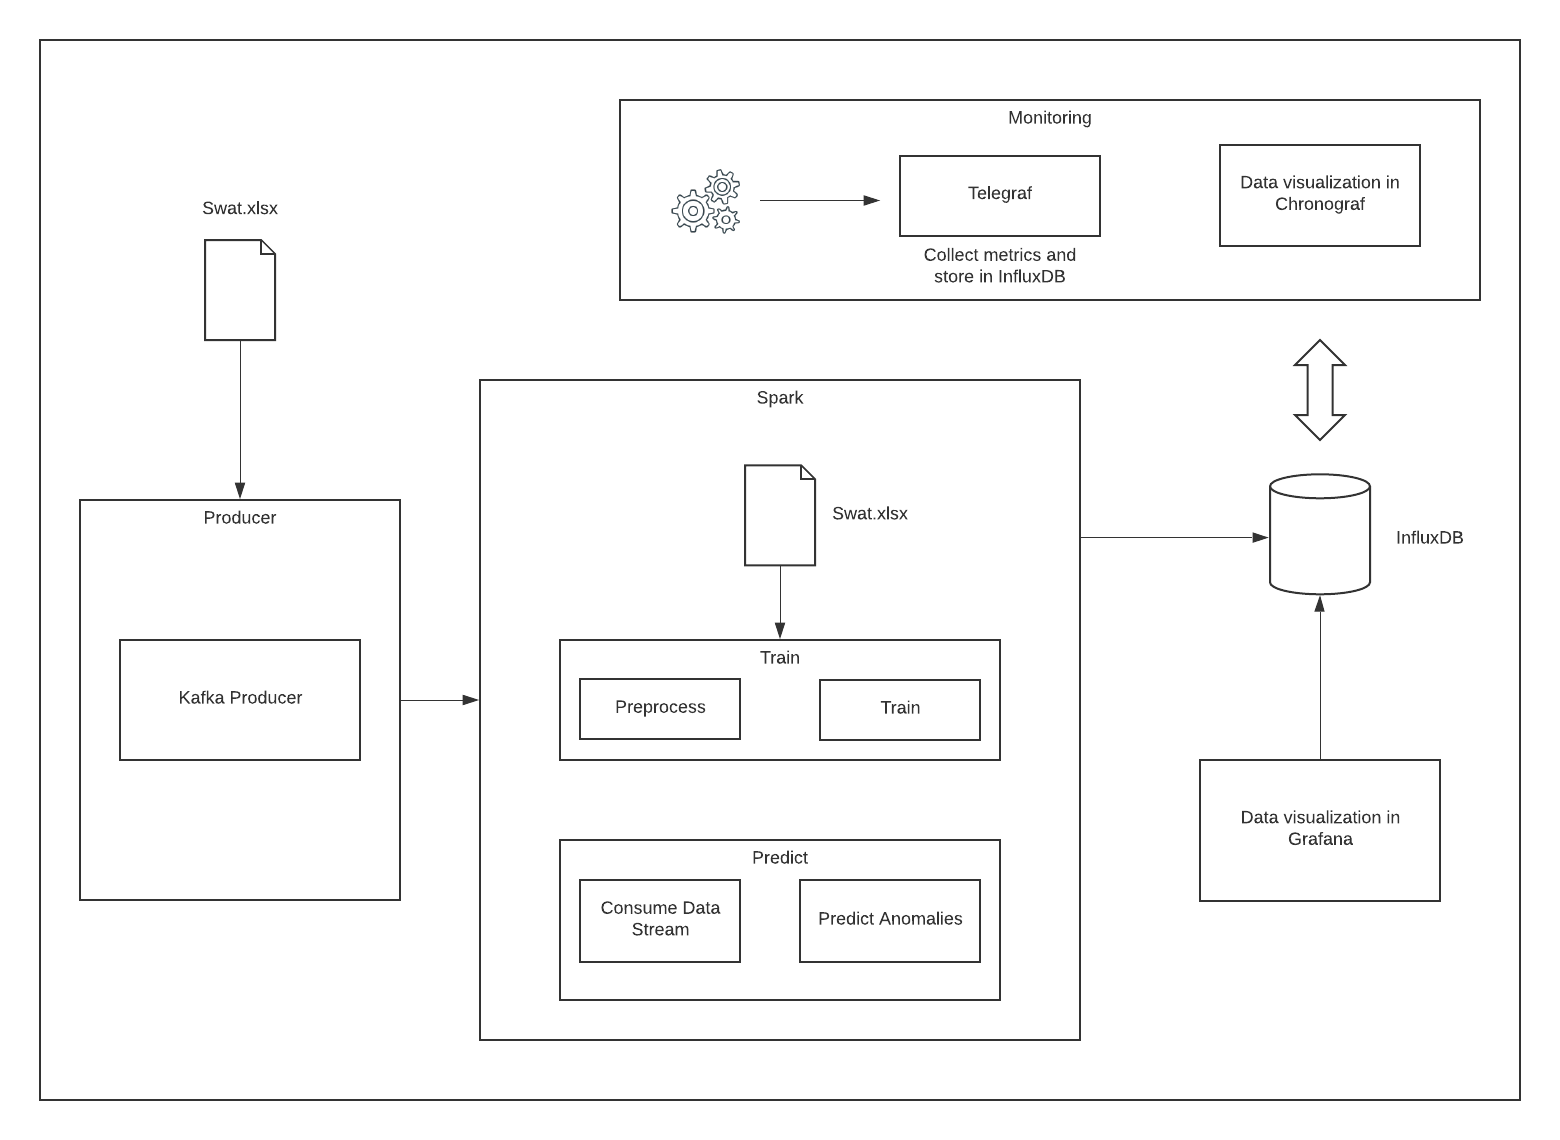 Monitoring
Telegraf
Collect metrics and
store in InfluxDB
Data visualization in
Chronograf
Swat.xlsx
Producer
Kafka Producer
Spark
Swat.xlsx
Train
Preprocess
Train
Predict
Consume Data
Stream
Predict Anomalies
InfluxDB
Data visualization in
Grafana